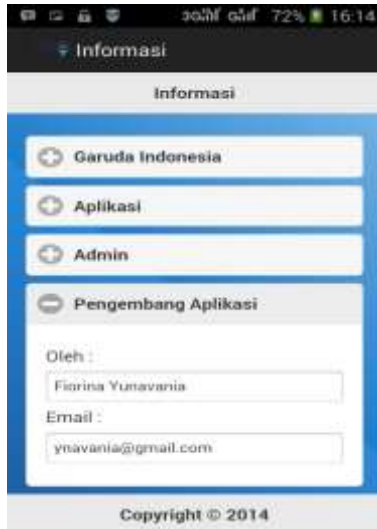 72% 16:14
Informasi
Informasi
Garuda Indonesia
Aplikasi
Admin
Pengembang Aplikasi
Oleh :
Fiorina Yunavania
Email :
ynavania@gmail.com
Copyright © 2014